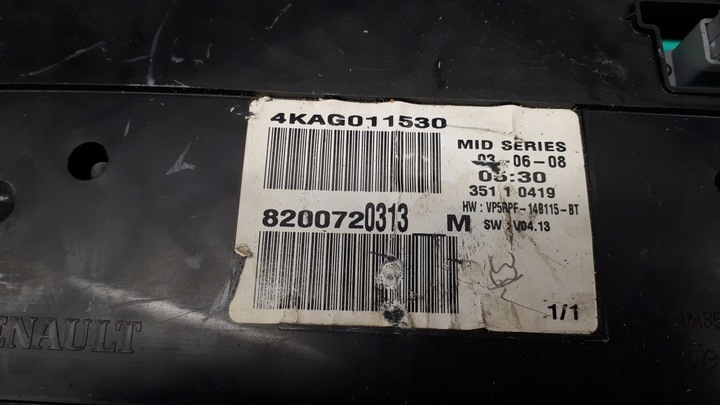 4KAG011530
MID SERIES
03-06-08
05:30
351 1 0419
HW: VP5RPF-14B115-BT
8200720313 M
SW: V04.13
1/1
RENAULT